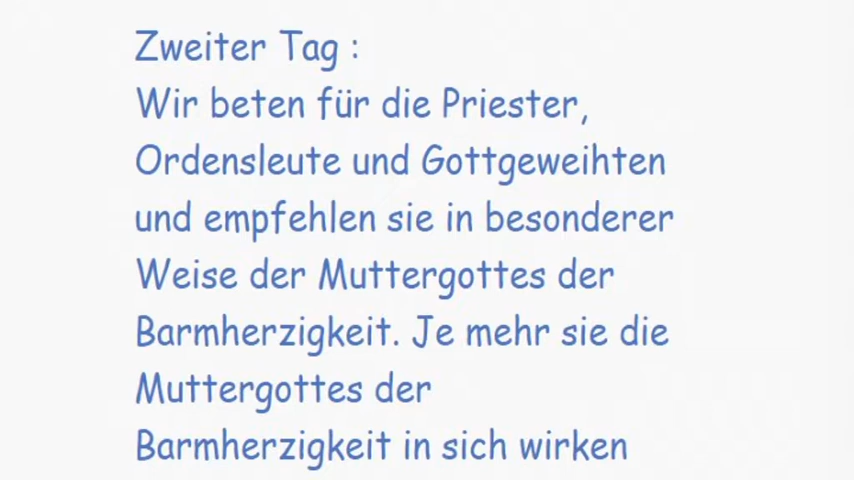 Zweiter Tag :
Wir beten für die Priester,
Ordensleute und Gottgeweihten
und empfehlen sie in besonderer
Weise der Muttergottes der
Barmherzigkeit. Je mehr sie die
Muttergottes der
Barmherzigkeit in sich wirken